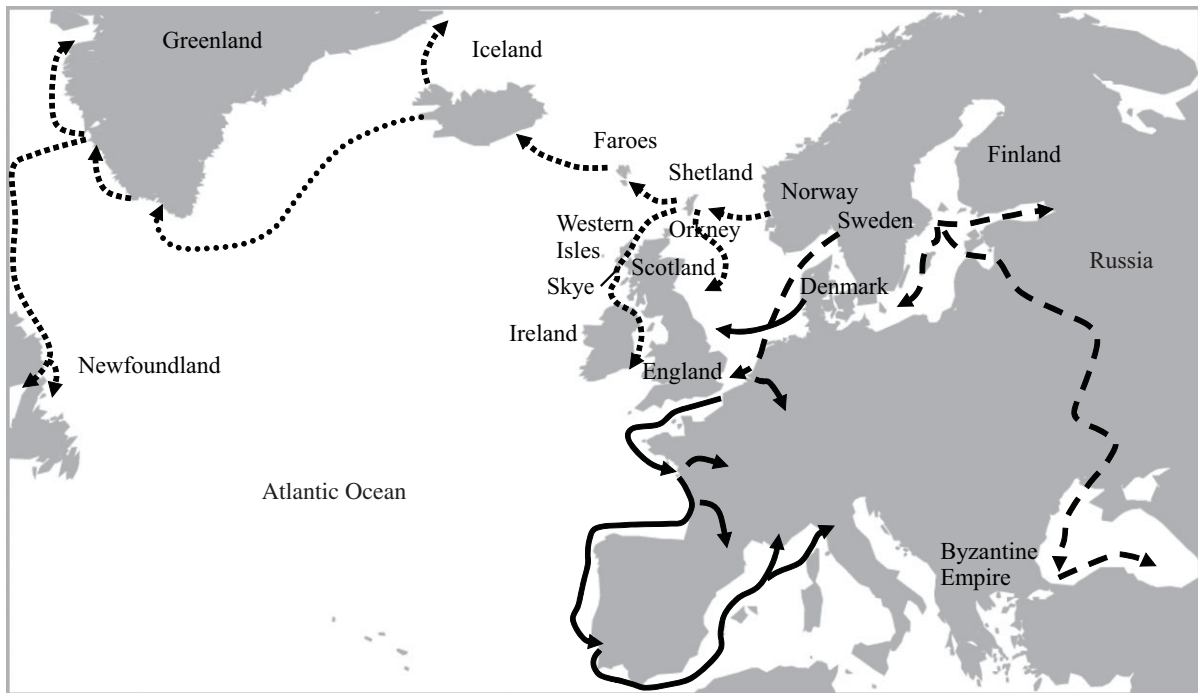 Greenland
Iceland
Faroes
Shetland
Finland
Norway
Sweden
Western
Isles
Orkney
Scotland
Russia
Skye
Denmark
Ireland
Newfoundland
England
Atlantic Ocean
Byzantine
Empire